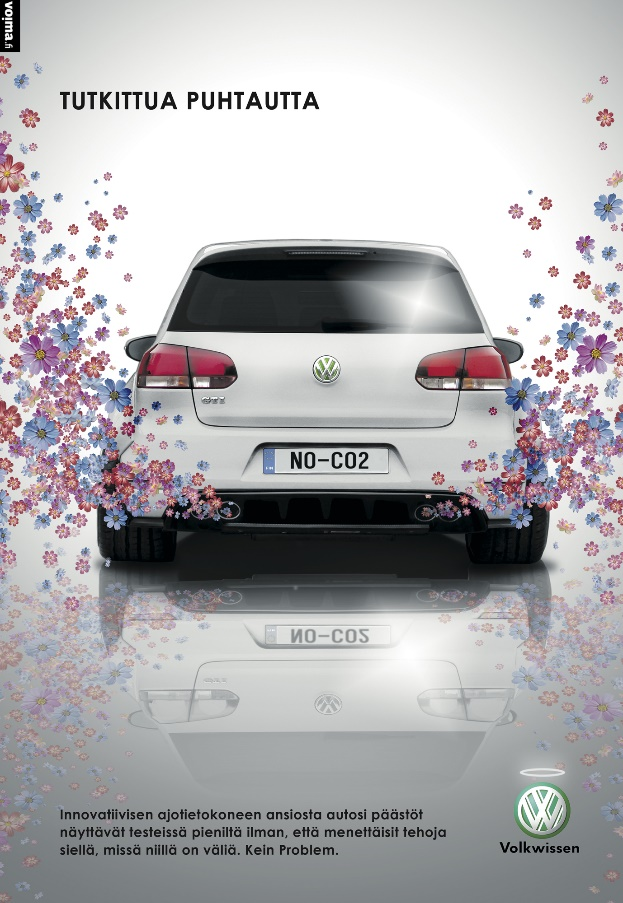 voima.fi
TUTKITTUA PUHTAUTTA
GTI
NO-CO2
Innovatiivisen ajotietokoneen ansiosta autosi päästöt
näyttävät testeissä pieniltä ilman, että menettäisit tehoja
siellä, missä niillä on väliä. Kein Problem.
Volkwissen